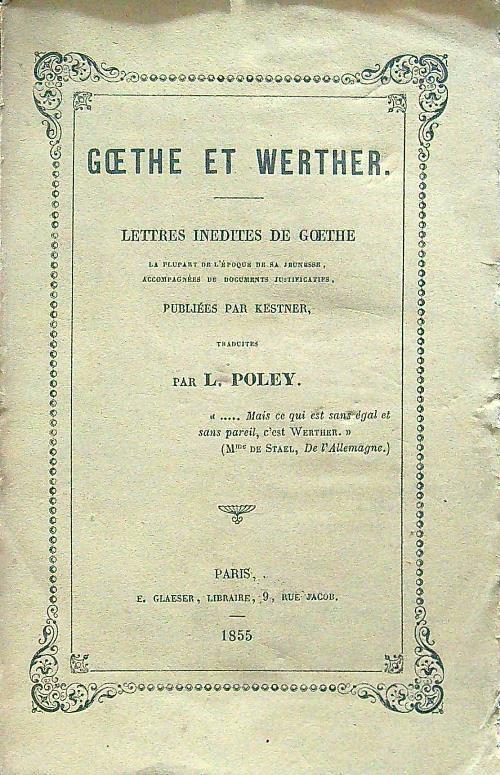 GŒTHE ET WERTHER.
LETTRES INEDITES DE GŒTHE
LA PLUPART DE L'ÉPOQUE DE SA JEUNESSE,
ACCOMPAGNÉES DE DOCUMENTS JUSTIFICATIFS,
PUBLIÉES PAR KESTNER,
TRADUITES
PAR L. POLEY.
« ..... Mais ce qui est sans égal et
sans pareil, c'est WERTHER. »
(Mme DE STAEL, De l'Allemagne.)
PARIS,
E. GLAESER, LIBRAIRE, 9, RUE JACOB.
1855